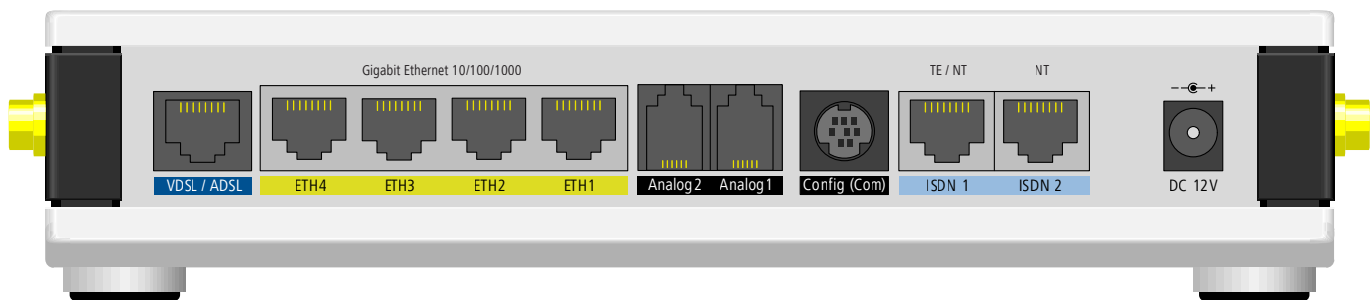 Gigabit Ethernet 10/100/1000
TE / NT
NT
VDSL / ADSL
ETH4
ETH3
ETH2
ETH1
Analog2
Analog1
Config (Com)
ISDN 1
ISDN 2
DC 12V